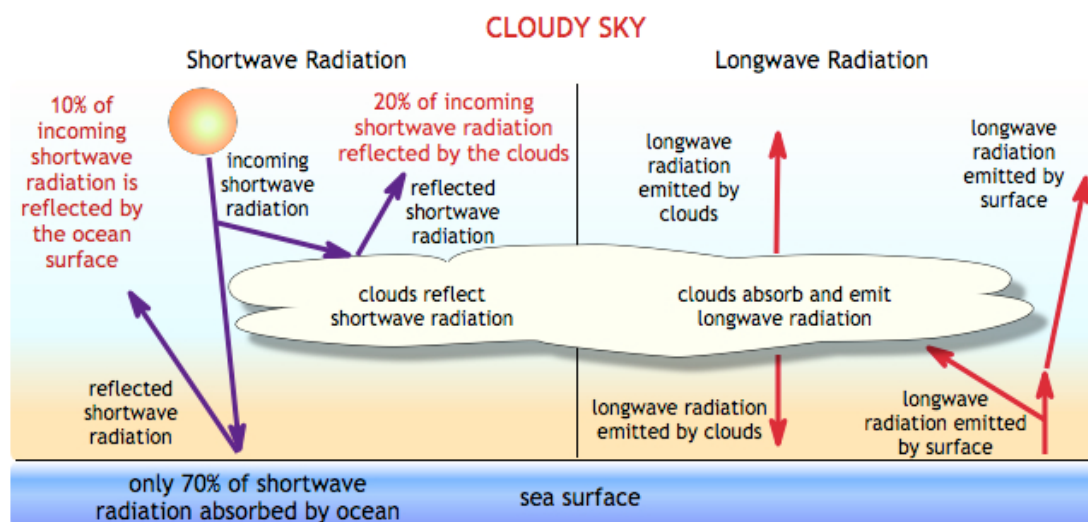 CLOUDY SKY
Shortwave Radiation
10% of
incoming
shortwave
radiation is
reflected by
the ocean
surface
incoming
shortwave
radiation
20% of incoming
shortwave radiation
reflected by the clouds
reflected
shortwave
radiation
clouds reflect
shortwave radiation
reflected
shortwave
radiation
only 70% of shortwave
radiation absorbed by ocean
Longwave Radiation
longwave
radiation
emitted by
clouds
longwave
radiation
emitted by
surface
clouds absorb and emit
longwave radiation
longwave radiation
emitted by clouds
longwave
radiation emitted
by surface
sea surface